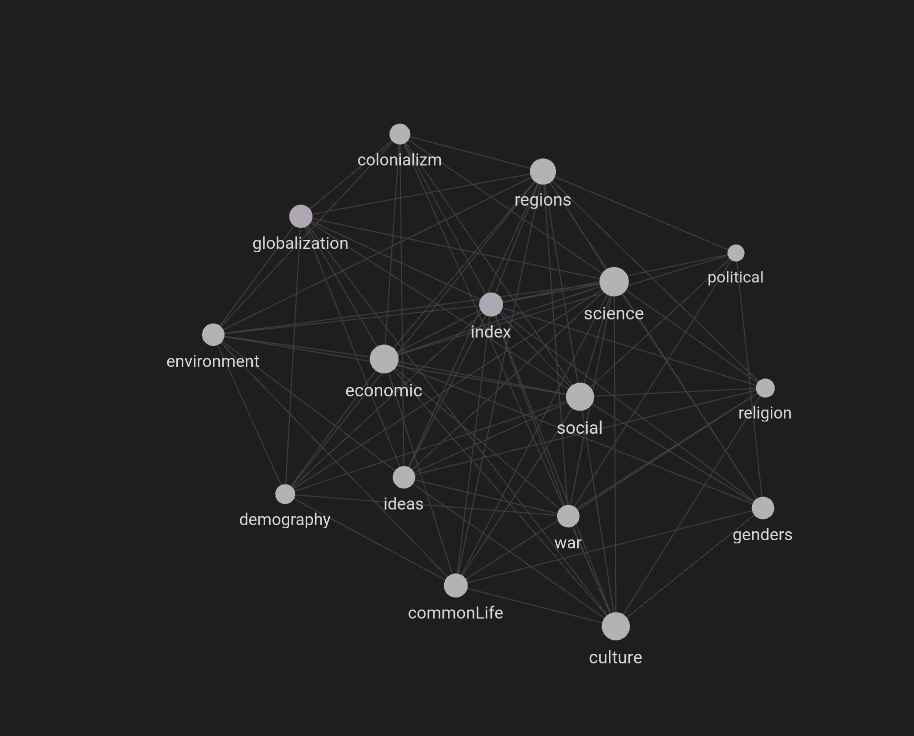 colonializm
regions
globalization
political
science
index
environment
economic
religion
social
ideas
demography
genders
war
commonLife
culture